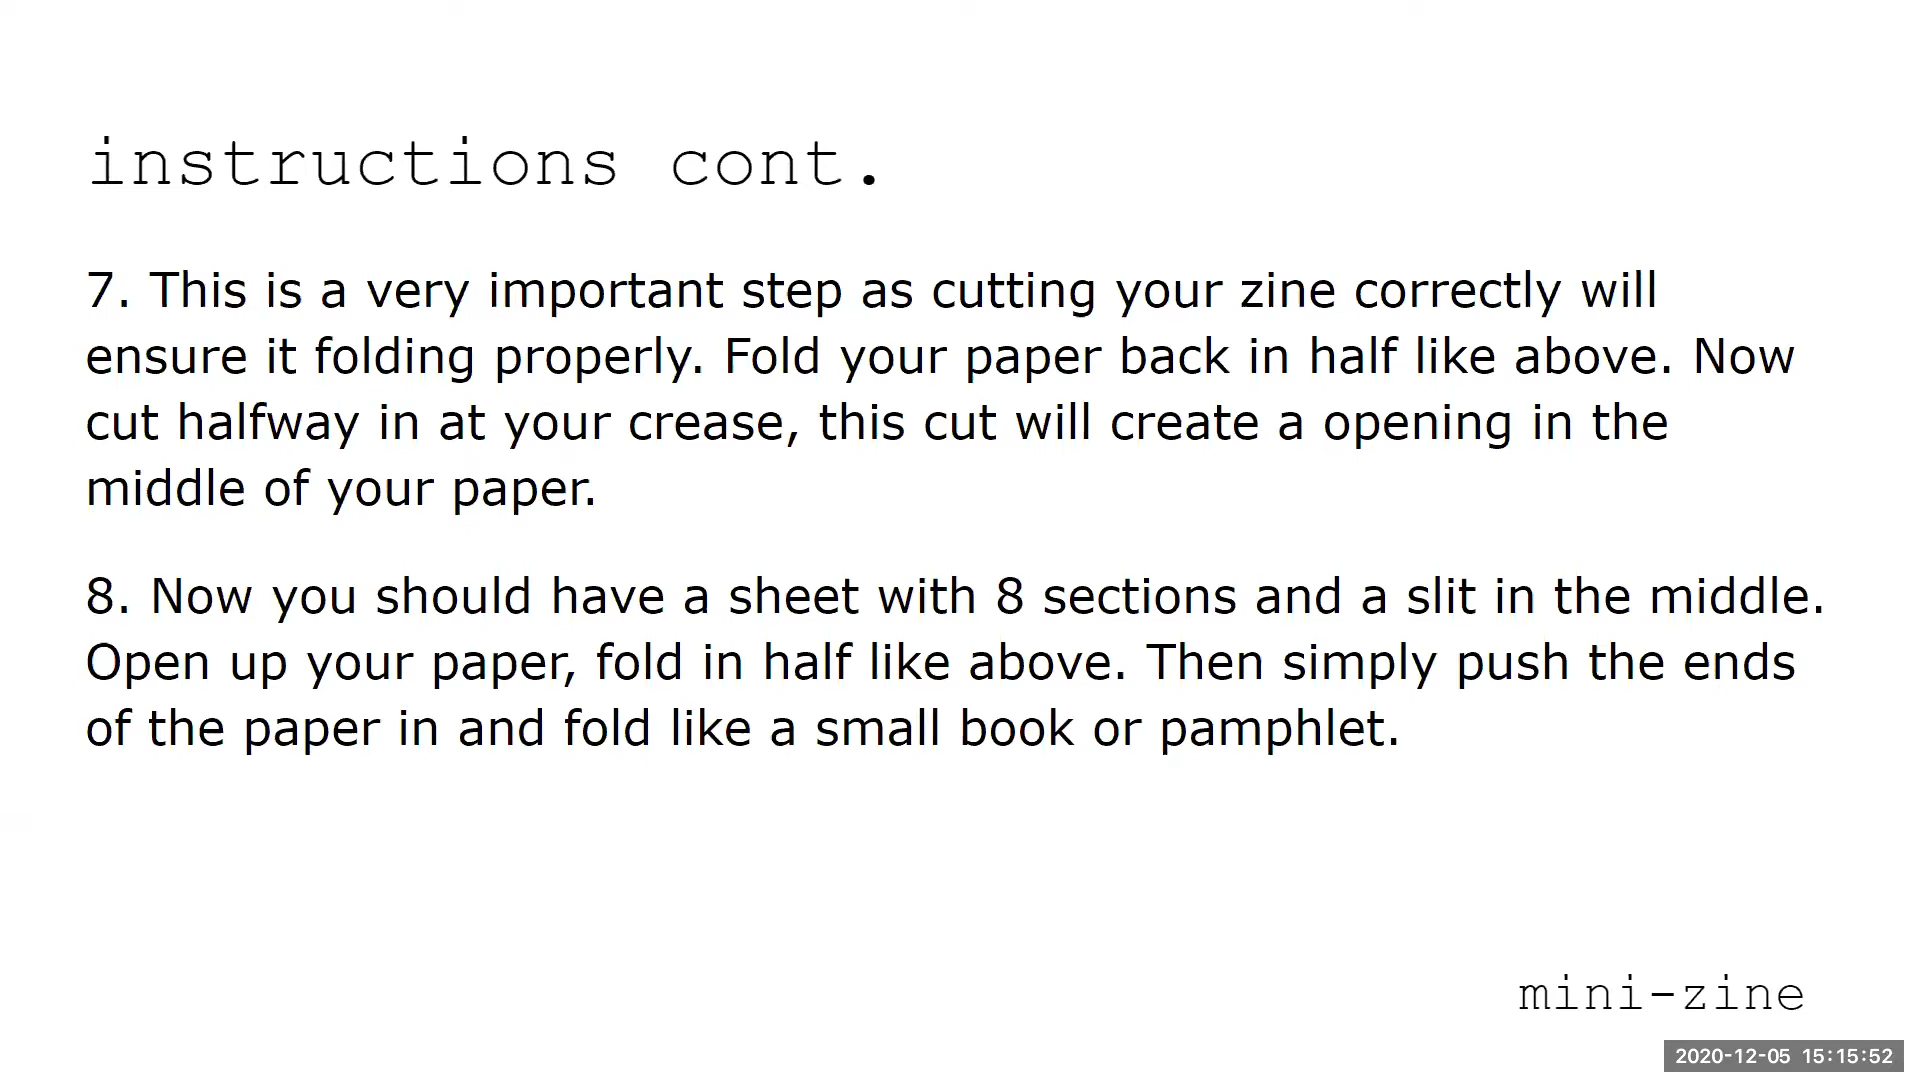 instructions cont.
7. This is a very important step as cutting your zine correctly will
ensure it folding properly. Fold your paper back in half like above. Now
cut halfway in at your crease, this cut will create a opening in the
middle of your paper.
8. Now you should have a sheet with 8 sections and a slit in the middle.
Open up your paper, fold in half like above. Then simply push the ends
of the paper in and fold like a small book or pamphlet.
mini-zine
2020-12-05 15:15:52